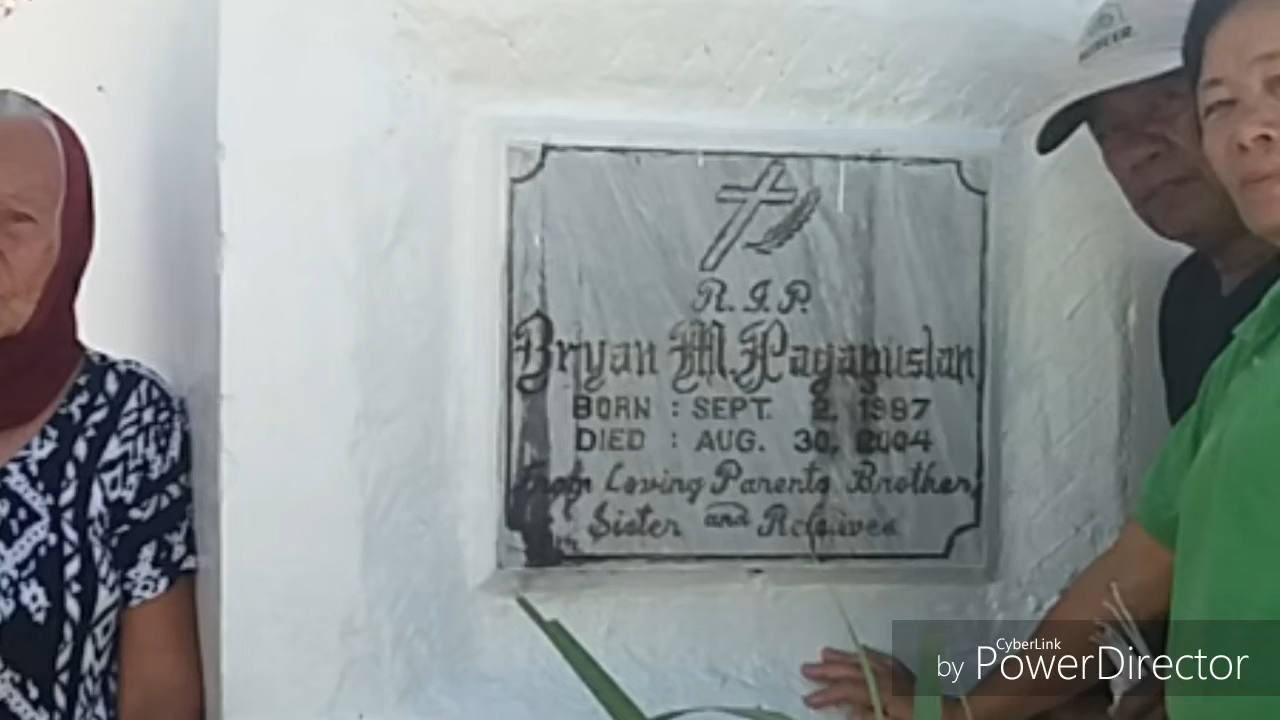 R.I.P.
Bryan M. Pagapuslan
BORN : SEPT. 2, 1987
DIED : AUG. 30, 2004
From Loving Parents Brother,
Sister and Relatives
CyberLink
by PowerDirector